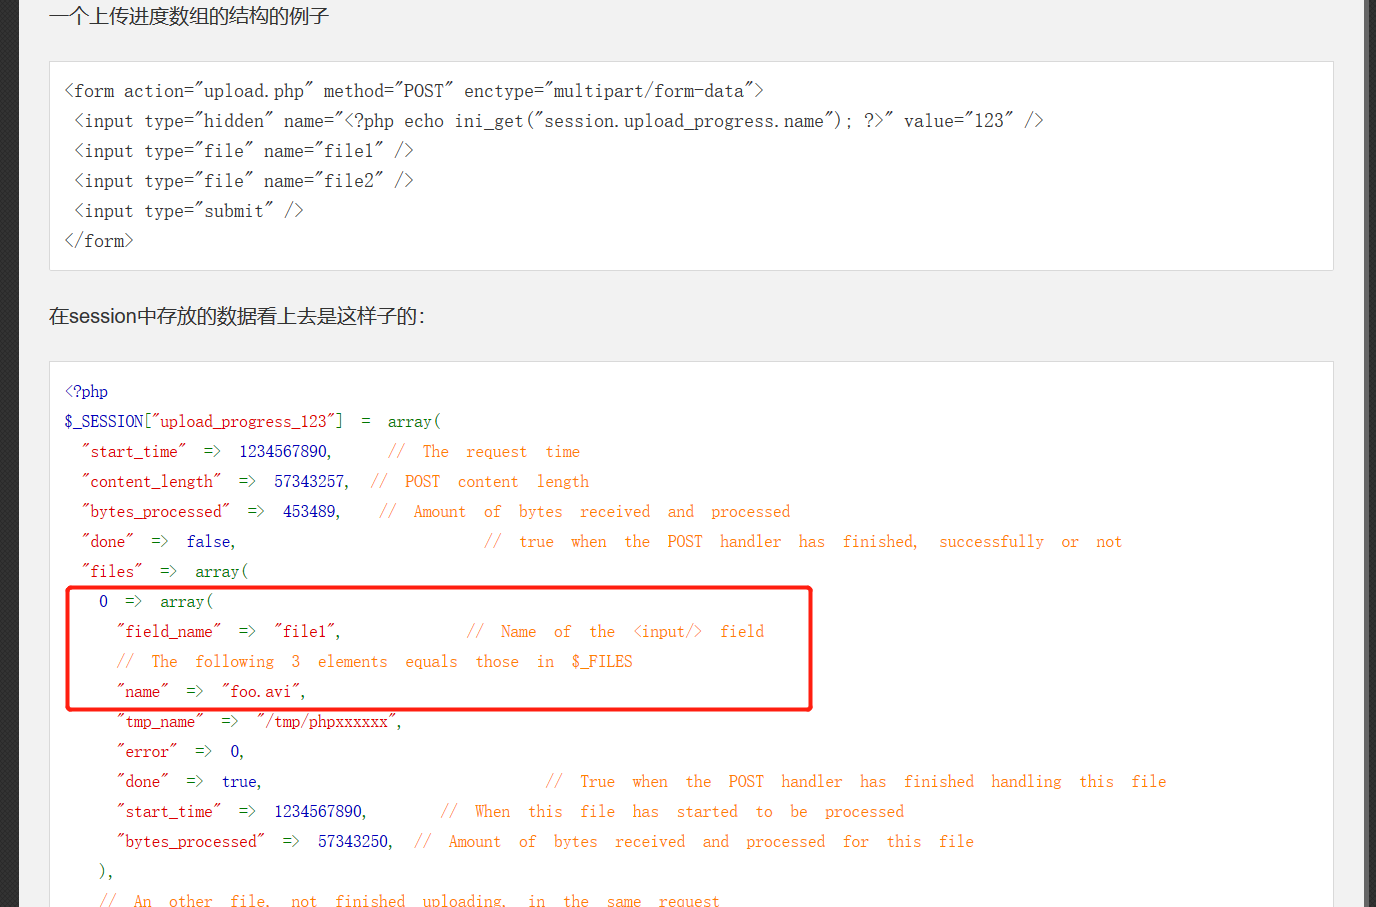 一个上传进度数组的结构的例子
<form action="upload.php" method="POST" enctype="multipart/form-data">
<input type="hidden" name="<?php echo ini_get("session.upload_progress.name"); ?>" value="123" />
<input type="file" name="file1" />
<input type="file" name="file2" />
<input type="submit" />
</form>
在session中存放的数据看上去是这样子的：
<?php
$_SESSION["upload_progress_123"] = array(
"start_time" => 1234567890, // The request time
"content_length" => 57343257, // POST content length
"bytes_processed" => 453489, // Amount of bytes received and processed
"done" => false, // true when the POST handler has finished, successfully or not
"files" => array(
0 => array(
"field_name" => "file1", // Name of the <input/> field
// The following 3 elements equals those in $_FILES
"name" => "foo.avi",
"tmp_name" => "/tmp/phpxxxxxx",
"error" => 0,
"done" => true, // True when the POST handler has finished handling this file
"start_time" => 1234567890, // When this file has started to be processed
"bytes_processed" => 57343250, // Amount of bytes received and processed for this file
),
// An other file, not finished uploading, in the same request